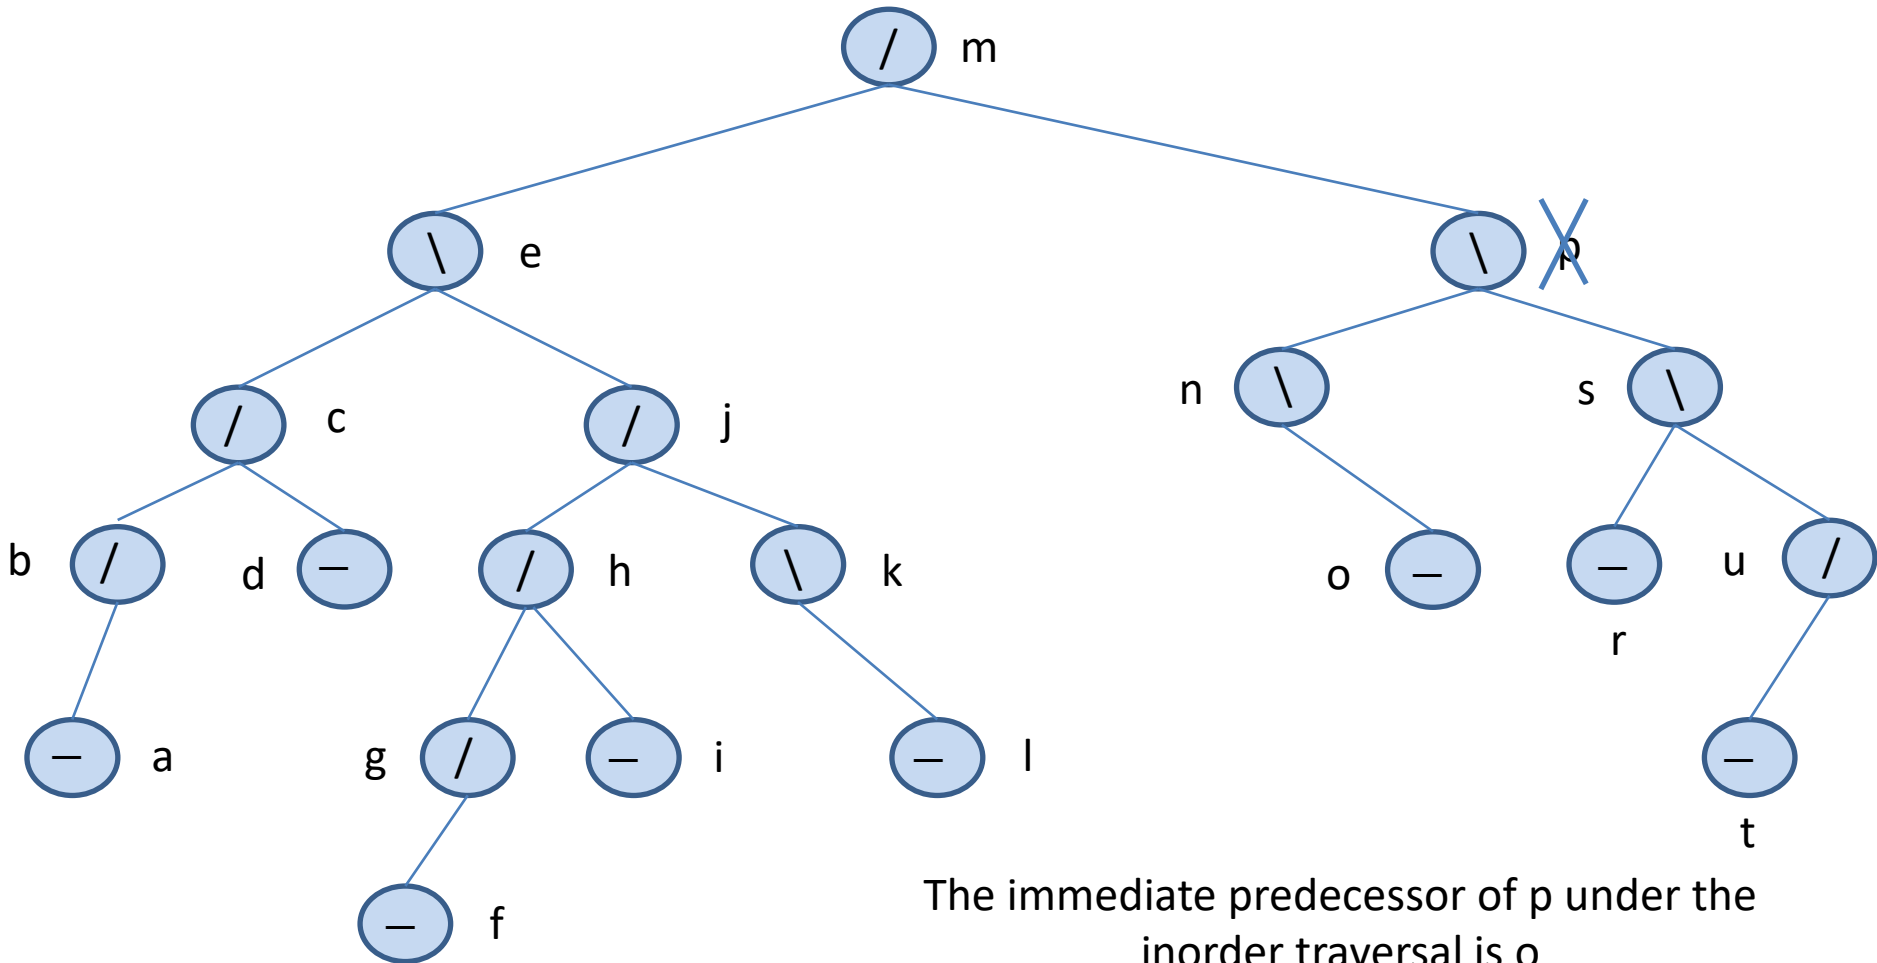 / m
\ e \ p
/ c / j n \ s \
b / d – / h \ k o – – u /
r
– a g / – i – l –
t
– f
The immediate predecessor of p under the
inorder traversal is o